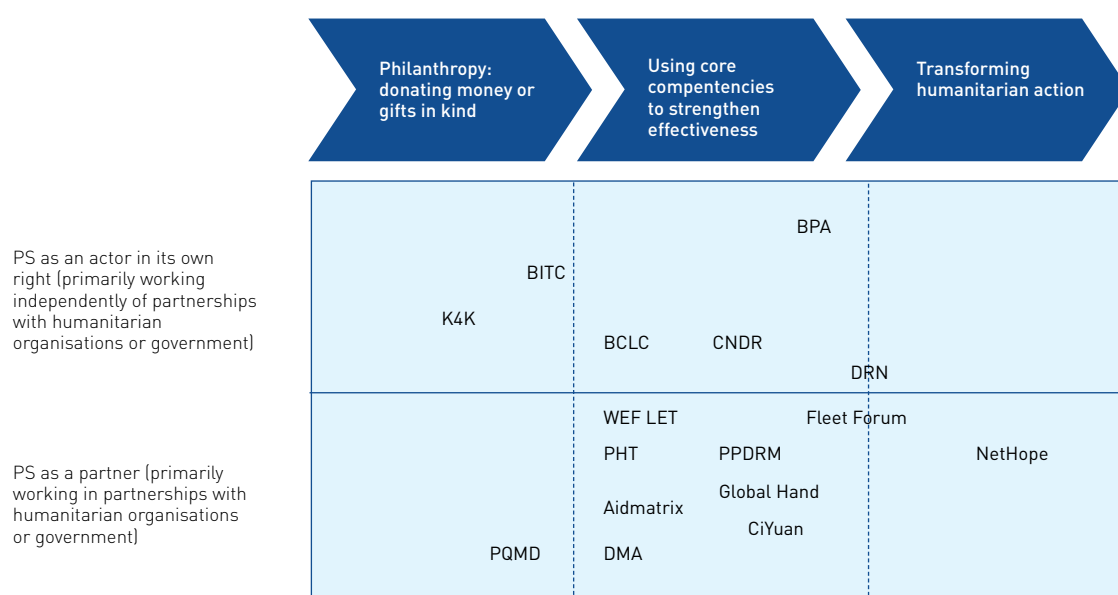 Philanthropy:
donating money or
gifts in kind
Using core
compentencies
to strengthen
effectiveness
Transforming
humanitarian action
PS as an actor in its own
right (primarily working
independently of partnerships
with humanitarian
organisations or government)
BPA
BITC
K4K
BCLC
CNDR
DRN
PS as a partner (primarily
working in partnerships with
humanitarian organisations
or government)
WEF LET
Fleet Forum
PHT
PPDRM
NetHope
Global Hand
Aidmatrix
CiYuan
PQMD
DMA